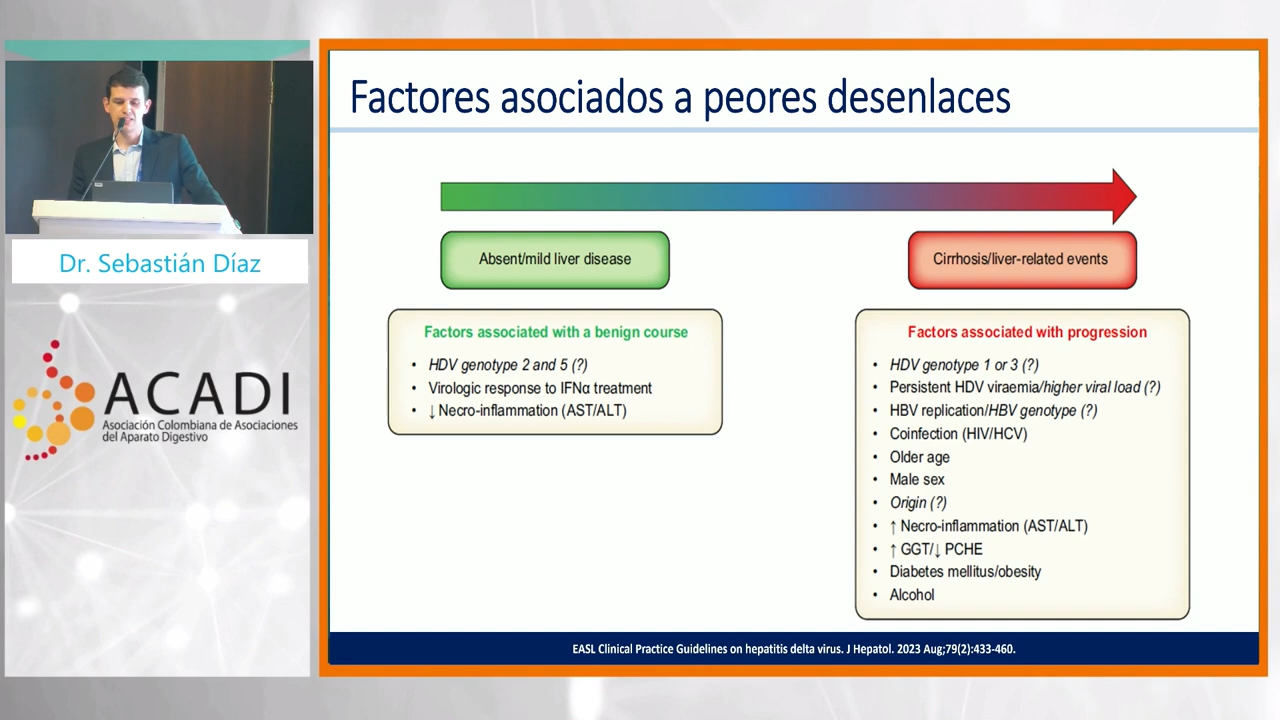 Factores asociados a peores desenlaces
Absent/mild liver disease
Cirrhosis/liver-related events
Factors associated with a benign course
• HDV genotype 2 and 5 (?)
• Virologic response to IFNα treatment
• ↓ Necro-inflammation (AST/ALT)
Factors associated with progression
• HDV genotype 1 or 3 (?)
• Persistent HDV viraemia/higher viral load (?)
• HBV replication/HBV genotype (?)
• Coinfection (HIV/HCV)
• Older age
• Male sex
• Origin (?)
• ↑ Necro-inflammation (AST/ALT)
• ↑ GGT/↓ PCHE
• Diabetes mellitus/obesity
• Alcohol
EASL Clinical Practice Guidelines on hepatitis delta virus. J Hepatol. 2023 Aug;79(2):433-460.
Dr. Sebastián Díaz
ACADI
Asociación Colombiana de Asociaciones
del Aparato Digestivo